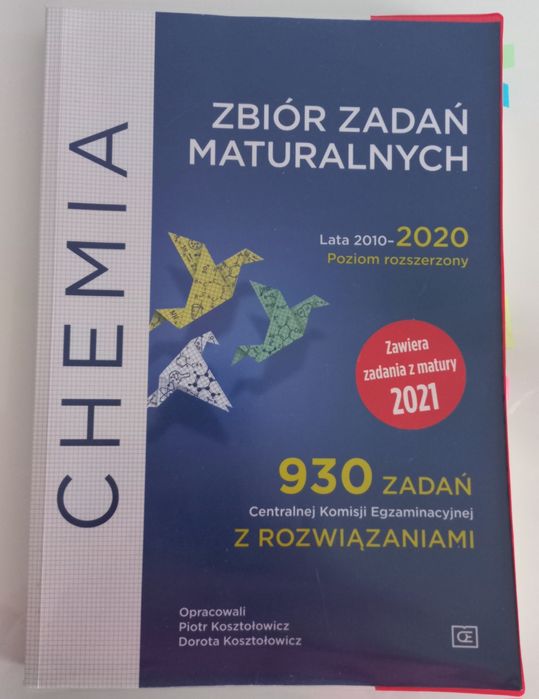 CHEMIA
ZBIÓR ZADAŃ
MATURALNYCH
Lata 2010-2020
Poziom rozszerzony
Zawiera
zadania z matury
2021
930 ZADAŃ
Centralnej Komisji Egzaminacyjnej
Z ROZWIĄZANIAMI
Opracowali
Piotr Kosztołowicz
Dorota Kosztołowicz
OE